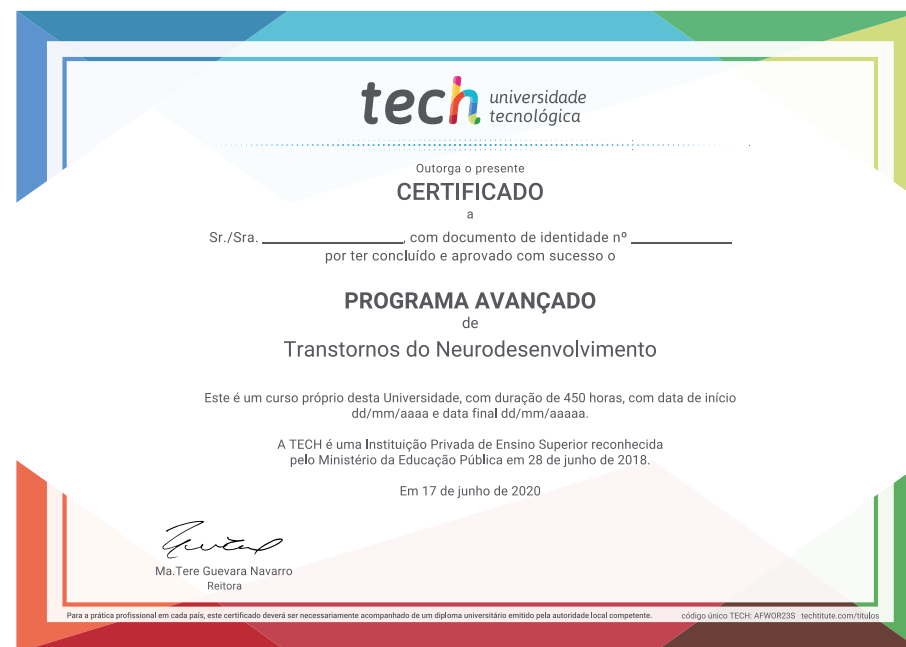 tech universidade
tecnológica
Outorga o presente
CERTIFICADO
a
Sr./Sra. ________________, com documento de identidade nº ____________
por ter concluído e aprovado com sucesso o
PROGRAMA AVANÇADO
de
Transtornos do Neurodesenvolvimento
Este é um curso próprio desta Universidade, com duração de 450 horas, com data de início
dd/mm/aaaa e data final dd/mm/aaaaa.
A TECH é uma Instituição Privada de Ensino Superior reconhecida
pelo Ministério da Educação Pública em 28 de junho de 2018.
Em 17 de junho de 2020
Ma.Tere Guevara Navarro
Reitora
Para a prática profissional em cada país, este certificado deverá ser necessariamente acompanhado de um diploma universitário emitido pela autoridade local competente. código único TECH: AFWOR23S techtitute.com/titulos